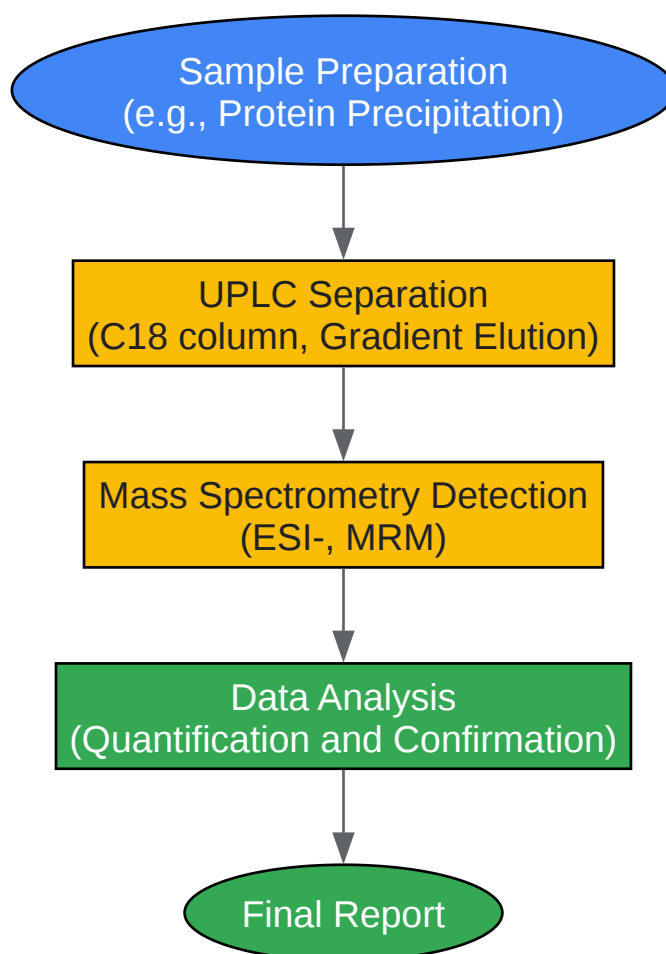 Sample Preparation
(e.g., Protein Precipitation)
UPLC Separation
(C18 column, Gradient Elution)
Mass Spectrometry Detection
(ESI-, MRM)
Data Analysis
(Quantification and Confirmation)
Final Report